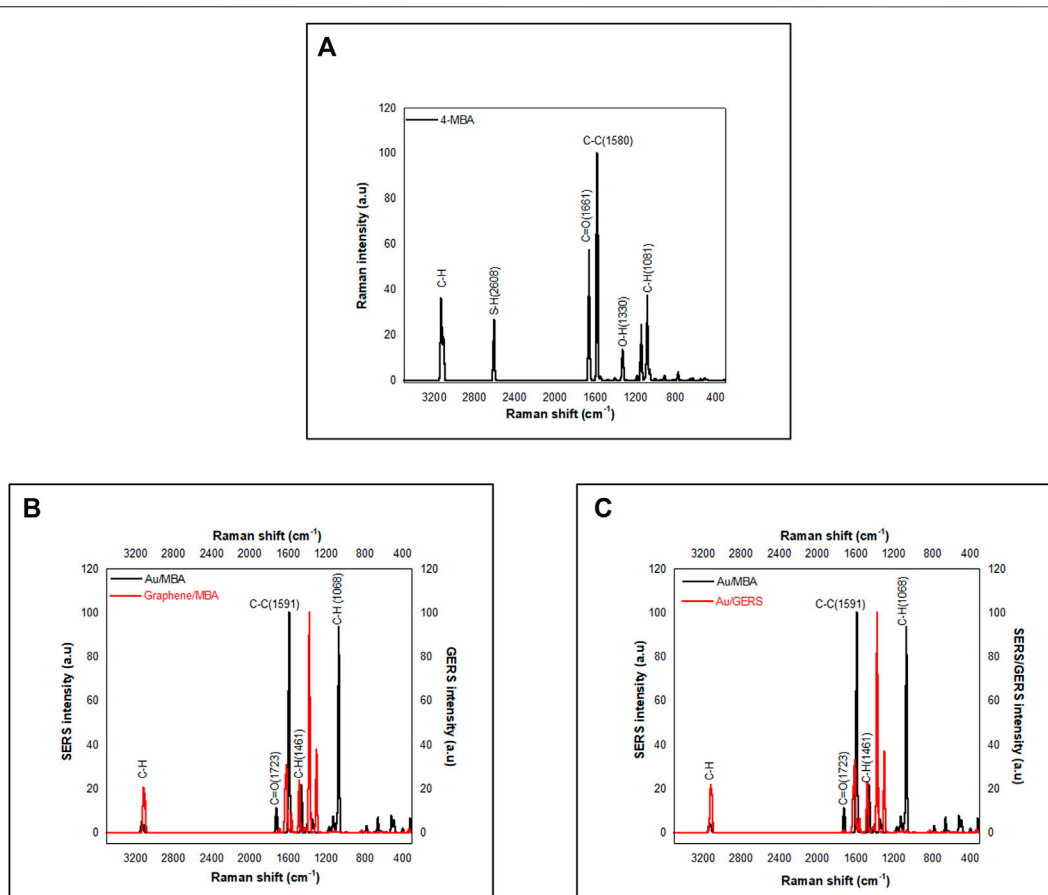 A
120
4-MBA
C-C(1580)
100
C=O(1661)
80
Raman intensity (a.u)
60
C-H
S-H(2608)
C-H(1081)
40
O-H(1330)
20
0
3200 2800 2400 2000 1600 1200 800 400
Raman shift (cm-1)
B
Raman shift (cm-1)
3200 2800 2400 2000 1600 1200 800 400
120 120
Au/MBA
Graphene/MBA
C-C(1591)
C-H (1068)
100 100
80 80
SERS intensity (a.u)
GERS intensity (a.u)
60 60
40 40
C-H
C=O(1723)
C-H(1461)
20 20
0 0
3200 2800 2400 2000 1600 1200 800 400
Raman shift (cm-1)
C
Raman shift (cm-1)
3200 2800 2400 2000 1600 1200 800 400
120 120
Au/MBA
Au/GERS
C-C(1591)
C-H(1068)
100 100
80 80
SERS intensity (a.u)
SERS/GERS intensity (a.u)
60 60
40 40
C-H
C=O(1723)
C-H(1461)
20 20
0 0
3200 2800 2400 2000 1600 1200 800 400
Raman shift (cm-1)